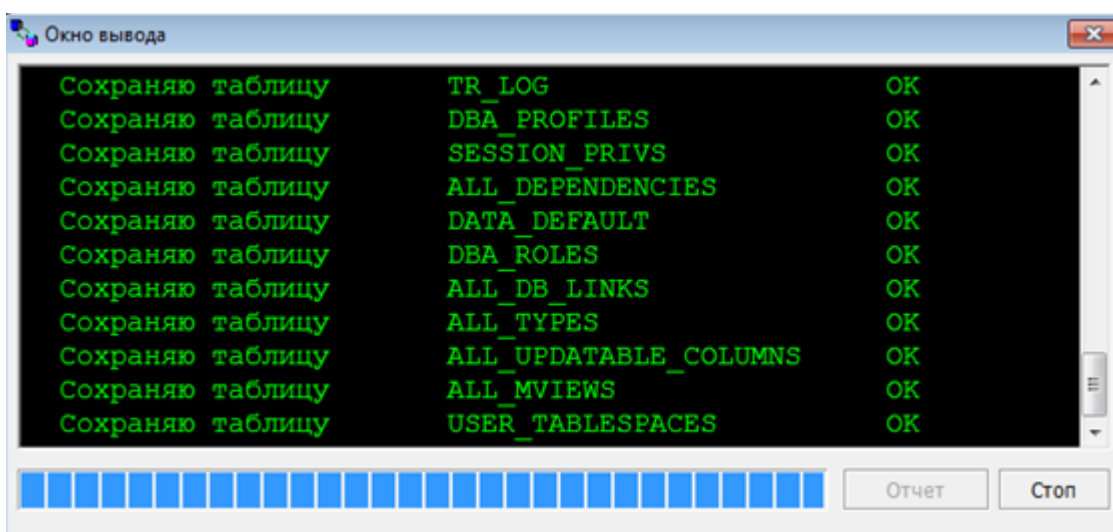 Окно вывода
Сохраняю таблицу TR_LOG OK
Сохраняю таблицу DBA_PROFILES OK
Сохраняю таблицу SESSION_PRIVS OK
Сохраняю таблицу ALL_DEPENDENCIES OK
Сохраняю таблицу DATA_DEFAULT OK
Сохраняю таблицу DBA_ROLES OK
Сохраняю таблицу ALL_DB_LINKS OK
Сохраняю таблицу ALL_TYPES OK
Сохраняю таблицу ALL_UPDATABLE_COLUMNS OK
Сохраняю таблицу ALL_MVIEWS OK
Сохраняю таблицу USER_TABLESPACES OK
Отчет Стоп